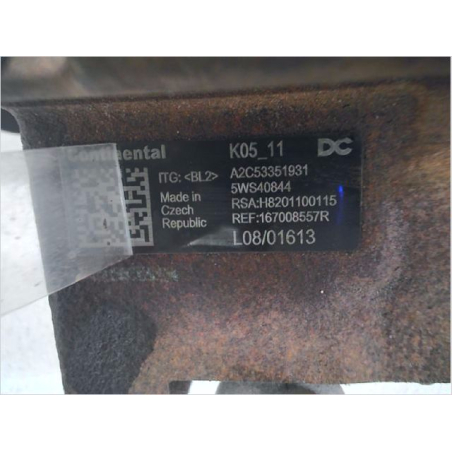 Continental K05_11 DC
ITG: <BL2> A2C53351931
5WS40844
Made in Czech Republic
RSA:H8201100115
REF:167008557R
L08/01613